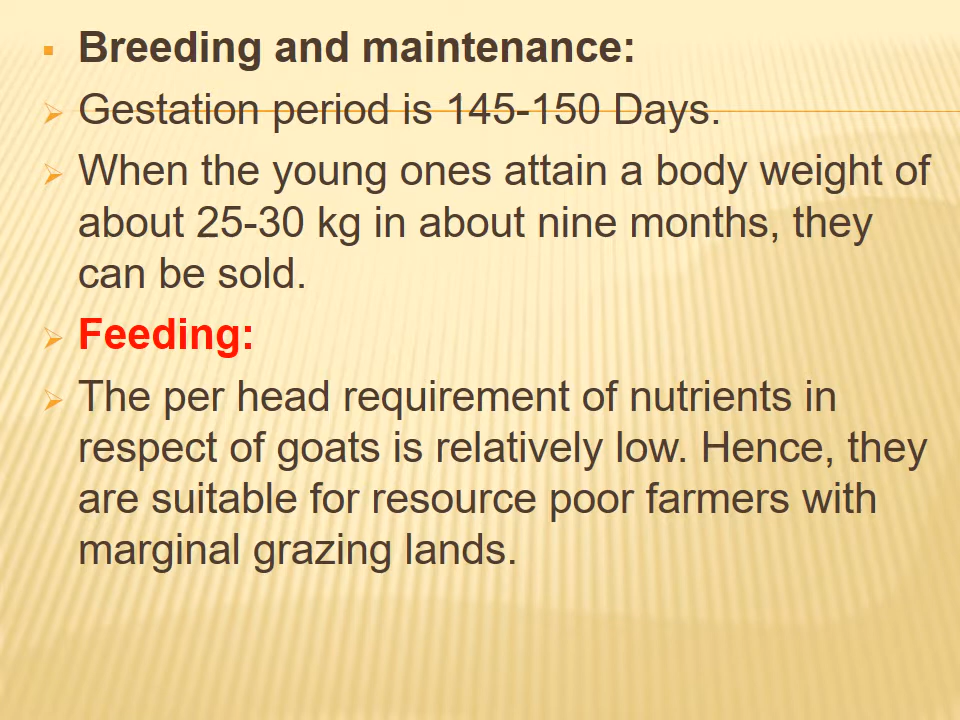 Breeding and maintenance:
Gestation period is 145-150 Days.
When the young ones attain a body weight of
about 25-30 kg in about nine months, they
can be sold.
Feeding:
The per head requirement of nutrients in
respect of goats is relatively low. Hence, they
are suitable for resource poor farmers with
marginal grazing lands.